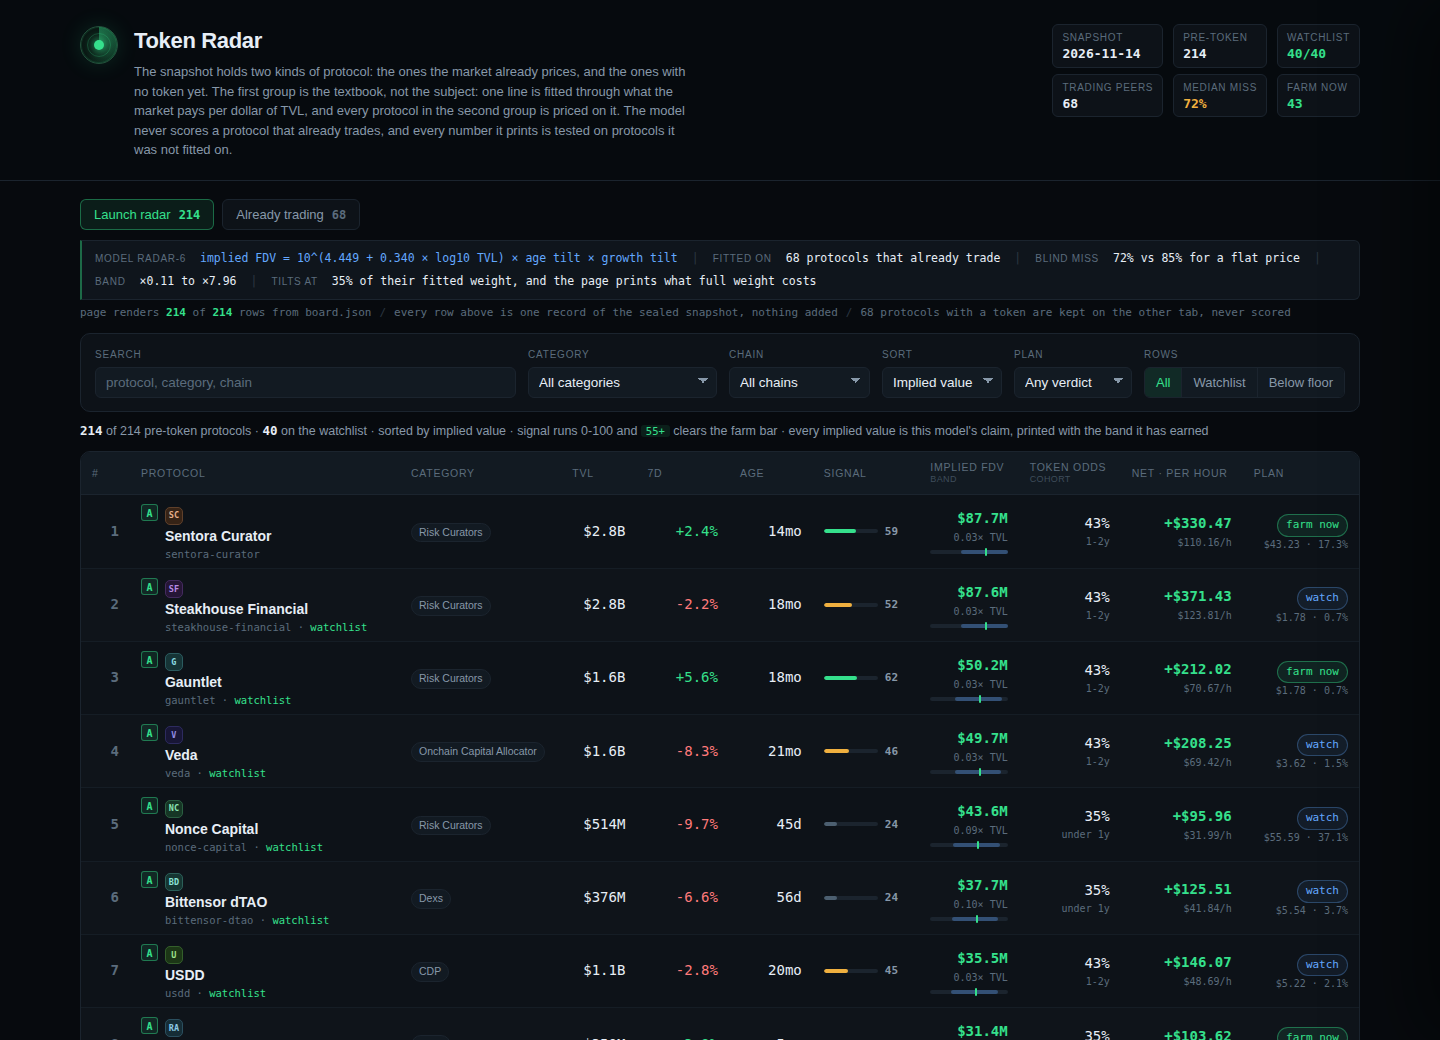 Token Radar
The snapshot holds two kinds of protocol: the ones the market already prices, and the ones with
no token yet. The first group is the textbook, not the subject: one line is fitted through what the
market pays per dollar of TVL, and every protocol in the second group is priced on it. The model
never scores a protocol that already trades, and every number it prints is tested on protocols it
was not fitted on.
SNAPSHOT PRE-TOKEN WATCHLIST
2026-11-14 214 40/40
TRADING PEERS MEDIAN MISS FARM NOW
68 72% 43
Launch radar 214 Already trading 68
MODEL RADAR-6 implied FDV = 10^(4.449 + 0.340 × log10 TVL) × age tilt × growth tilt | FITTED ON 68 protocols that already trade | BLIND MISS 72% vs 85% for a flat price |
BAND ×0.11 to ×7.96 | TILTS AT 35% of their fitted weight, and the page prints what full weight costs
page renders 214 of 214 rows from board.json / every row above is one record of the sealed snapshot, nothing added / 68 protocols with a token are kept on the other tab, never scored
SEARCH CATEGORY CHAIN SORT PLAN ROWS
protocol, category, chain All categories All chains Implied value Any verdict All Watchlist Below floor
214 of 214 pre-token protocols · 40 on the watchlist · sorted by implied value · signal runs 0-100 and 55+ clears the farm bar · every implied value is this model's claim, printed with the band it has earned
# PROTOCOL CATEGORY TVL 7D AGE SIGNAL IMPLIED FDV TOKEN ODDS NET · PER HOUR PLAN
BAND COHORT
A SC
1 Sentora Curator Risk Curators $2.8B +2.4% 14mo 59 $87.7M 43% +$330.47 farm now
sentora-curator 0.03× TVL 1-2y $110.16/h $43.23 · 17.3%
A SF
2 Steakhouse Financial Risk Curators $2.8B -2.2% 18mo 52 $87.6M 43% +$371.43 watch
steakhouse-financial · watchlist 0.03× TVL 1-2y $123.81/h $1.78 · 0.7%
A G
3 Gauntlet Risk Curators $1.6B +5.6% 18mo 62 $50.2M 43% +$212.02 farm now
gauntlet · watchlist 0.03× TVL 1-2y $70.67/h $1.78 · 0.7%
A V
4 Veda Onchain Capital Allocator $1.6B -8.3% 21mo 46 $49.7M 43% +$208.25 watch
veda · watchlist 0.03× TVL 1-2y $69.42/h $3.62 · 1.5%
A NC
5 Nonce Capital Risk Curators $514M -9.7% 45d 24 $43.6M 35% +$95.96 watch
nonce-capital · watchlist 0.09× TVL under 1y $31.99/h $55.59 · 37.1%
A BD
6 Bittensor dTAO Dexs $376M -6.6% 56d 24 $37.7M 35% +$125.51 watch
bittensor-dtao · watchlist 0.10× TVL under 1y $41.84/h $5.54 · 3.7%
A U
7 USDD CDP $1.1B -2.8% 20mo 45 $35.5M 43% +$146.07 watch
usdd · watchlist 0.03× TVL 1-2y $48.69/h $5.22 · 2.1%
A RA
$31.4M 35% +$103.62 farm now